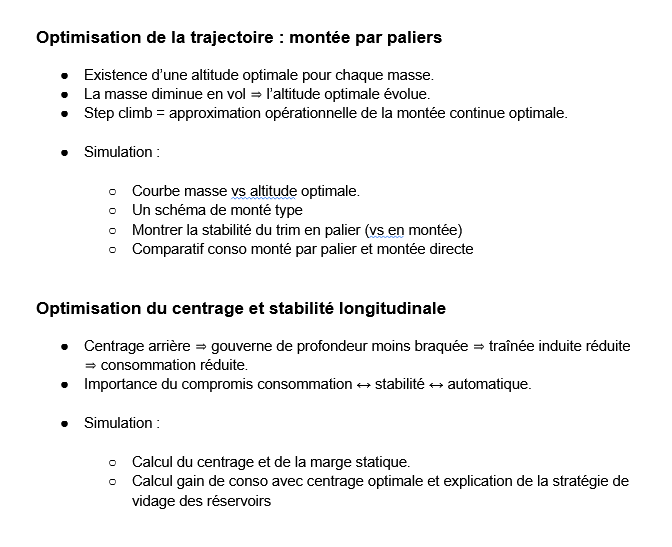 Optimisation de la trajectoire : montée par paliers
● Existence d'une altitude optimale pour chaque masse.
● La masse diminue en vol ⇒ l'altitude optimale évolue.
● Step climb = approximation opérationnelle de la montée continue optimale.
● Simulation :
○ Courbe masse vs altitude optimale.
○ Un schéma de monté type
○ Montrer la stabilité du trim en palier (vs en montée)
○ Comparatif conso monté par palier et montée directe
Optimisation du centrage et stabilité longitudinale
● Centrage arrière ⇒ gouverne de profondeur moins braquée ⇒ traînée induite réduite
⇒ consommation réduite.
● Importance du compromis consommation ↔ stabilité ↔ automatique.
● Simulation :
○ Calcul du centrage et de la marge statique.
○ Calcul gain de conso avec centrage optimale et explication de la stratégie de
vidage des réservoirs